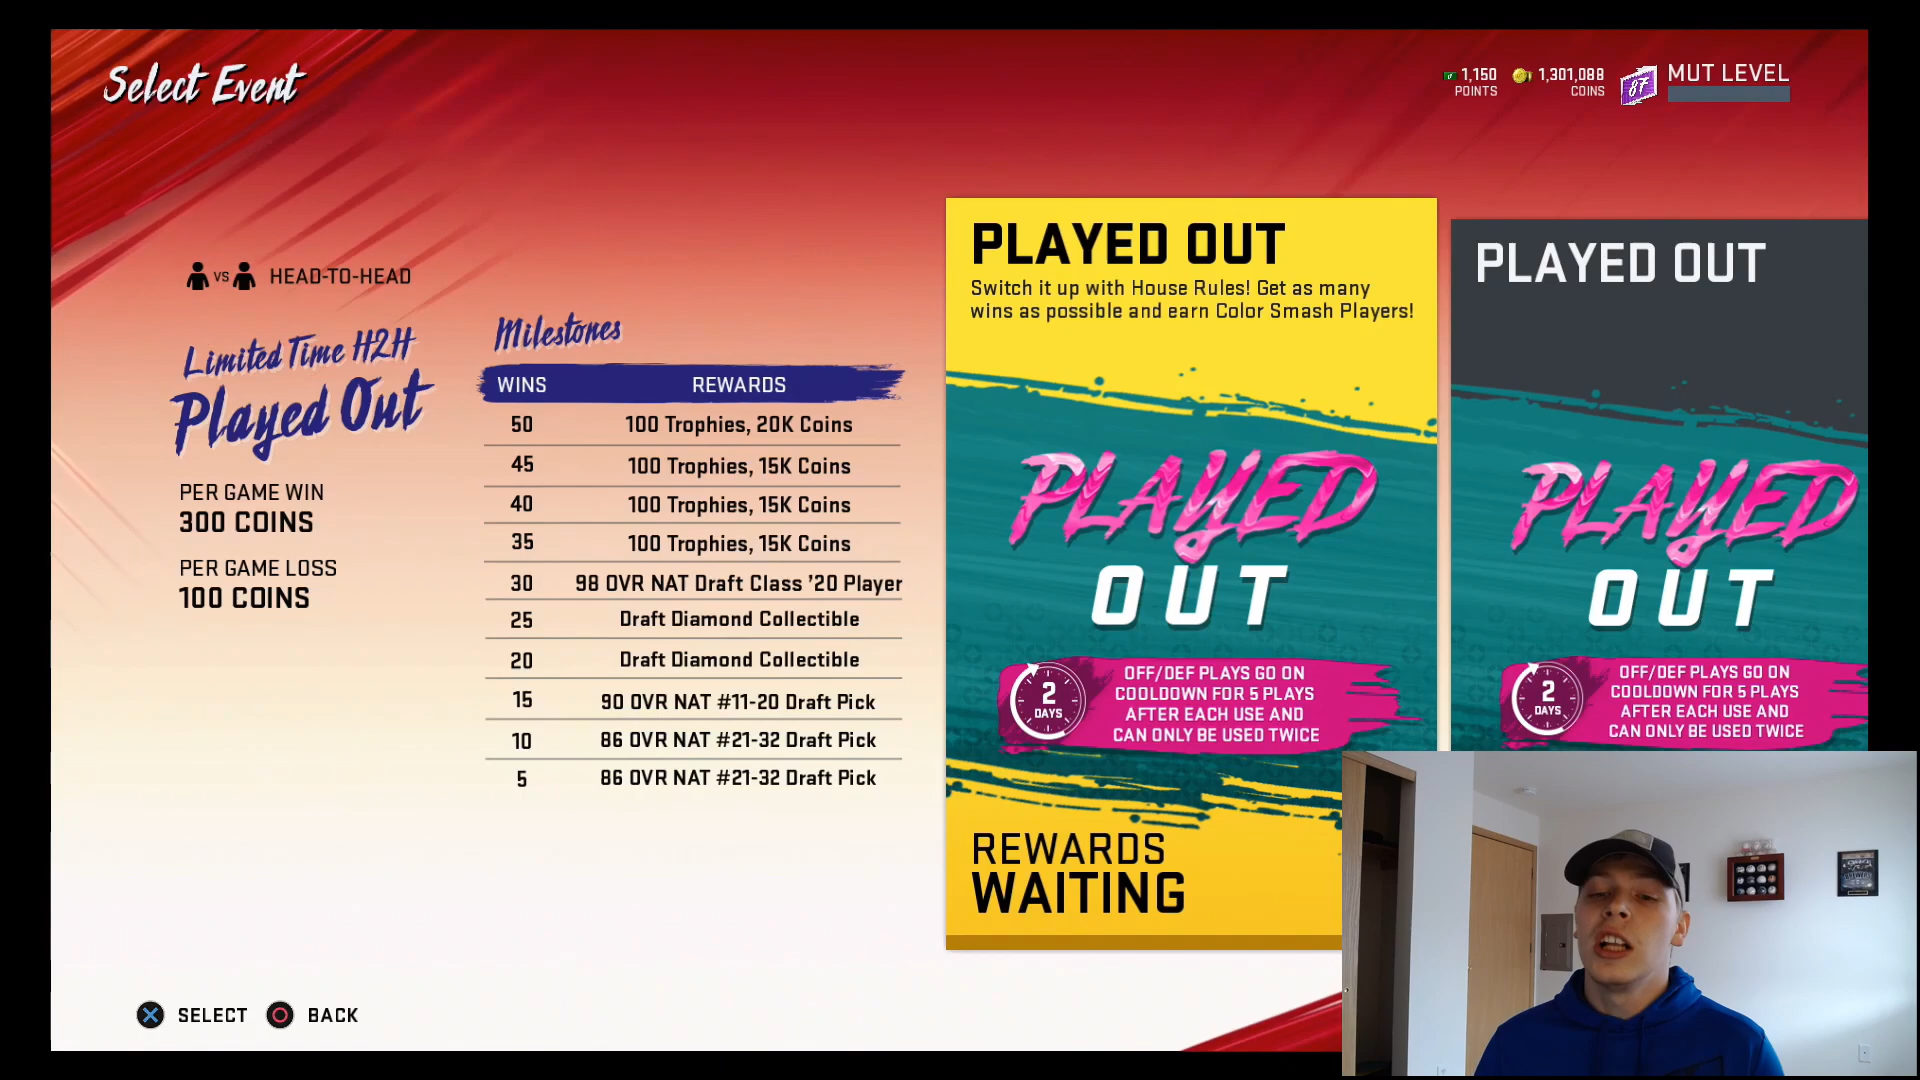 Select Event
1,150
POINTS
1,301,088
COINS
87
MUT LEVEL
VS HEAD-TO-HEAD
Limited Time H2H
Played Out
PER GAME WIN
300 COINS
PER GAME LOSS
100 COINS
Milestones
WINS REWARDS
50 100 Trophies, 20K Coins
45 100 Trophies, 15K Coins
40 100 Trophies, 15K Coins
35 100 Trophies, 15K Coins
30 98 OVR NAT Draft Class '20 Player
25 Draft Diamond Collectible
20 Draft Diamond Collectible
15 90 OVR NAT #11-20 Draft Pick
10 86 OVR NAT #21-32 Draft Pick
5 86 OVR NAT #21-32 Draft Pick
PLAYED OUT
Switch it up with House Rules! Get as many
wins as possible and earn Color Smash Players!
PLAYED
OUT
2
DAYS
OFF/DEF PLAYS GO ON
COOLDOWN FOR 5 PLAYS
AFTER EACH USE AND
CAN ONLY BE USED TWICE
REWARDS
WAITING
PLAYED OUT
PLAYED
OUT
2
DAYS
OFF/DEF PLAYS GO ON
COOLDOWN FOR 5 PLAYS
AFTER EACH USE AND
CAN ONLY BE USED TWICE
SELECT
BACK